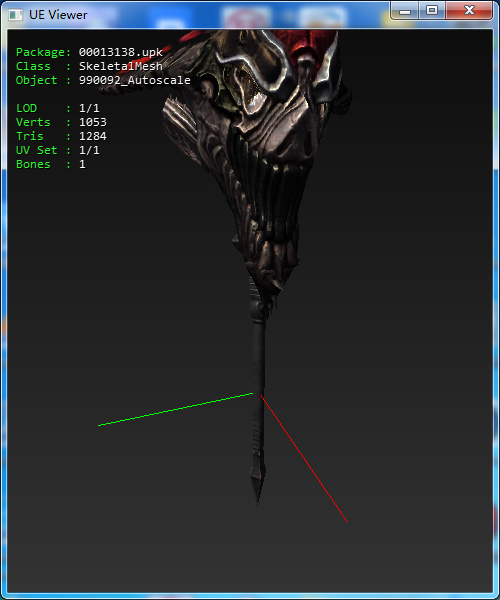 UE Viewer
Package: 00013138.upk
Class  : SkeletalMesh
Object : 990092_Autoscale
LOD    : 1/1
Verts  : 1053
Tris   : 1284
UV Set : 1/1
Bones  : 1